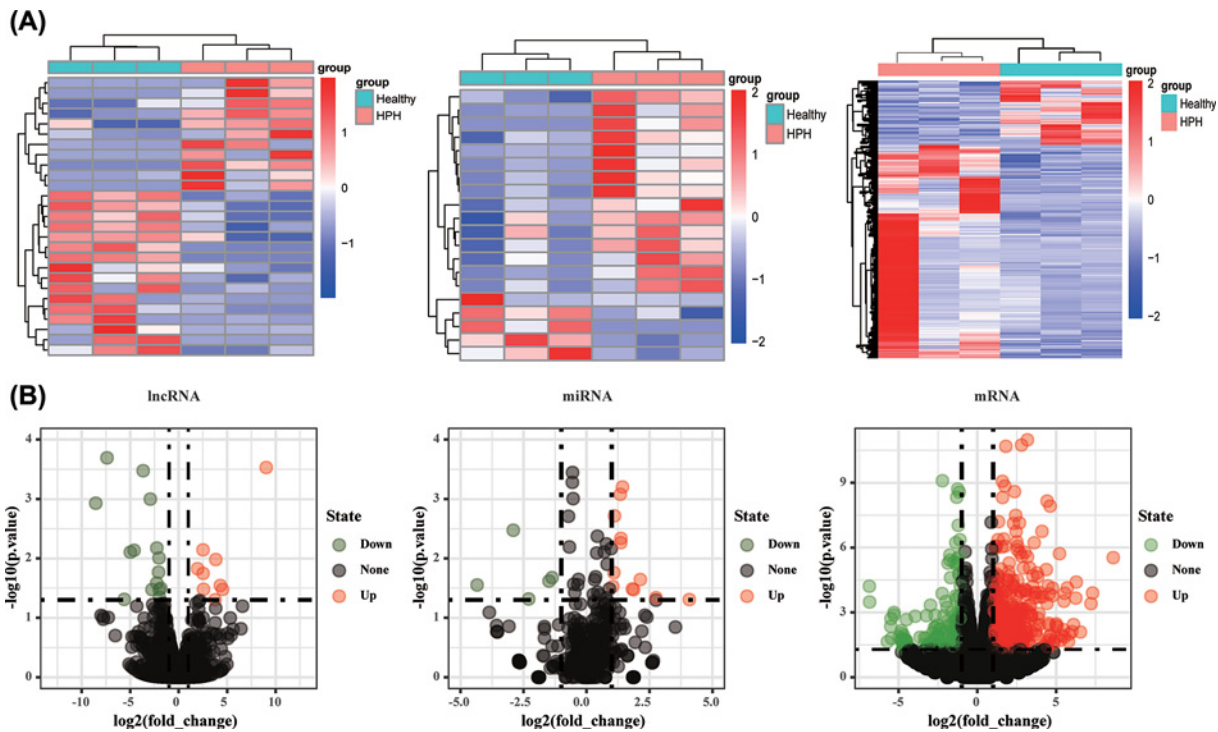 (A)
group
group
Healthy
HPH
1
0
−1
group
2
group
Healthy
HPH
1
0
−1
−2
group
2
group
Healthy
HPH
1
0
−1
−2
(B)
lncRNA
4
3
2
1
0
-log10(p.value)
-10
-5
0
5
10
log2(fold_change)
State
Down
None
Up
miRNA
4
3
2
1
0
-log10(p.value)
-5.0
-2.5
0.0
2.5
5.0
log2(fold_change)
State
Down
None
Up
mRNA
9
6
3
0
-log10(p.value)
-5
0
5
log2(fold_change)
State
Down
None
Up